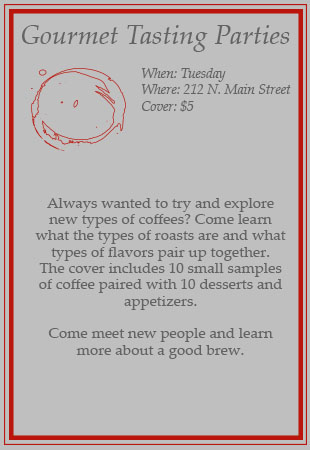 Gourmet Tasting Parties
When: Tuesday
Where: 212 N. Main Street
Cover: $5
Always wanted to try and explore
new types of coffees? Come learn
what the types of roasts are and what
types of flavors pair up together.
The cover includes 10 small samples
of coffee paired with 10 desserts and
appetizers.
Come meet new people and learn
more about a good brew.